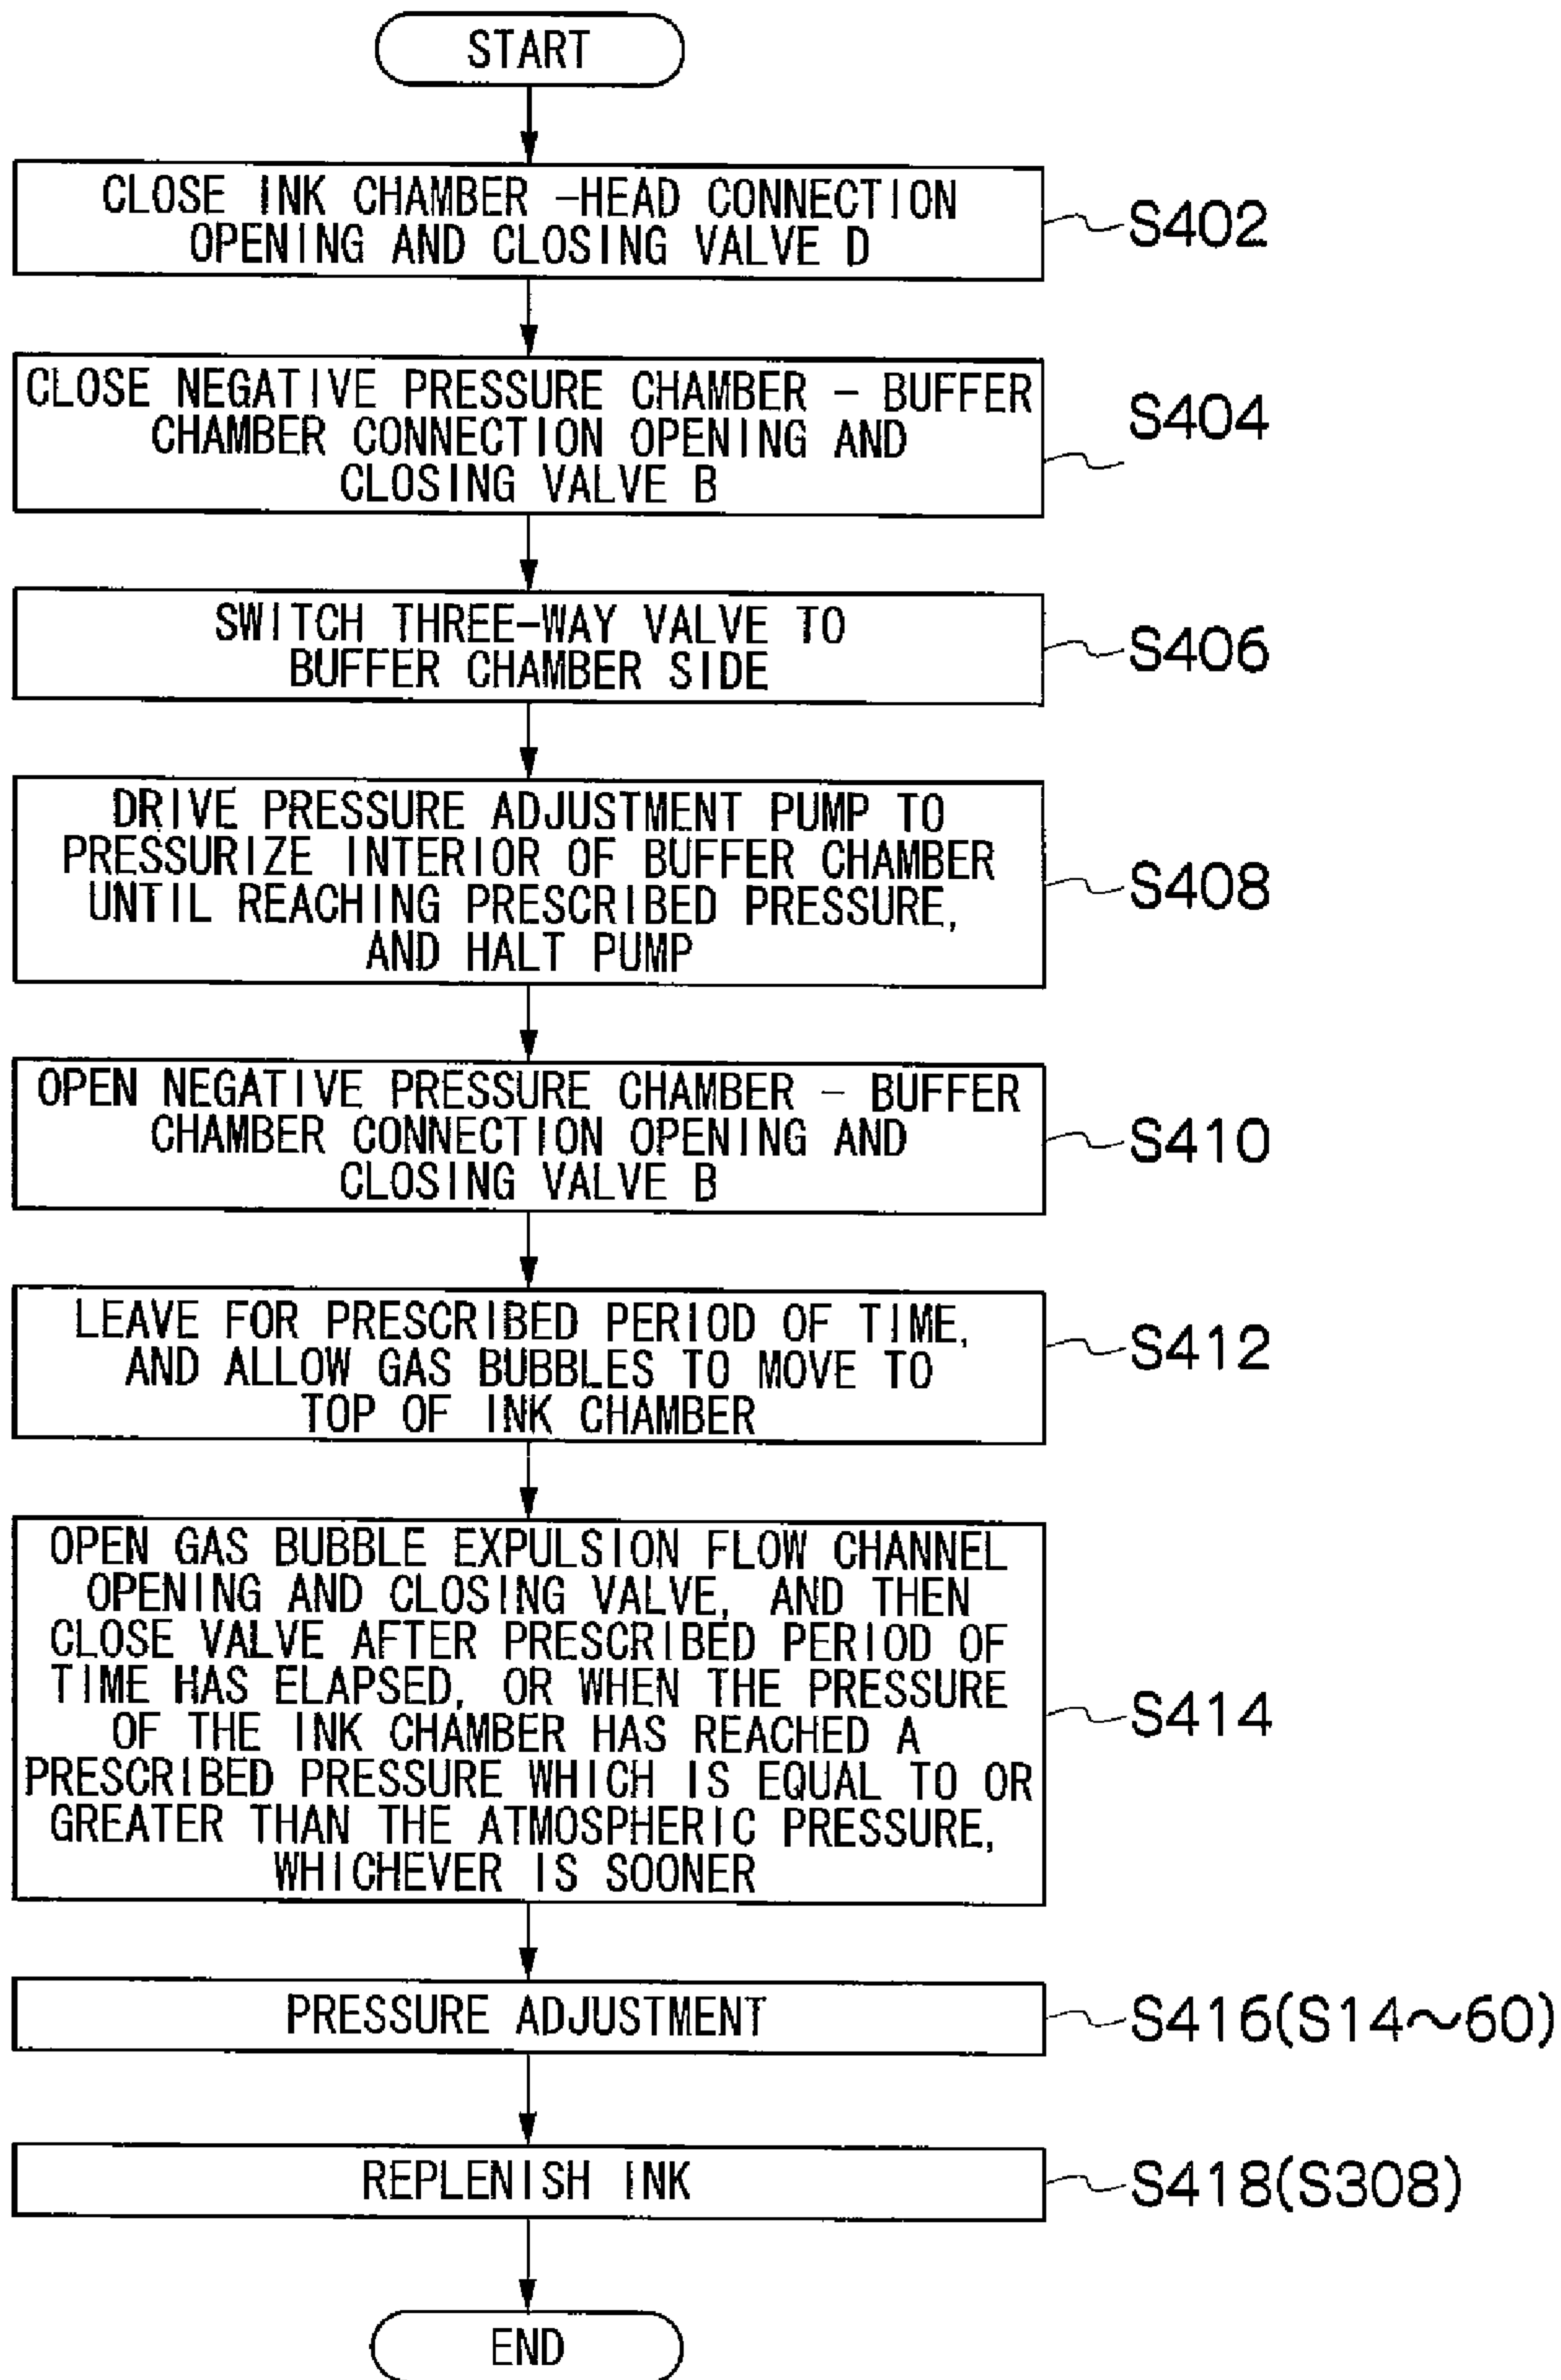 START
CLOSE INK CHAMBER -HEAD CONNECTION
OPENING AND CLOSING VALVE D
S402
CLOSE NEGATIVE PRESSURE CHAMBER - BUFFER
CHAMBER CONNECTION OPENING AND
CLOSING VALVE B
S404
SWITCH THREE-WAY VALVE TO
BUFFER CHAMBER SIDE
S406
DRIVE PRESSURE ADJUSTMENT PUMP TO
PRESSURIZE INTERIOR OF BUFFER CHAMBER
UNTIL REACHING PRESCRIBED PRESSURE,
AND HALT PUMP
S408
OPEN NEGATIVE PRESSURE CHAMBER - BUFFER
CHAMBER CONNECTION OPENING AND
CLOSING VALVE B
S410
LEAVE FOR PRESCRIBED PERIOD OF TIME,
AND ALLOW GAS BUBBLES TO MOVE TO
TOP OF INK CHAMBER
S412
OPEN GAS BUBBLE EXPULSION FLOW CHANNEL
OPENING AND CLOSING VALVE, AND THEN
CLOSE VALVE AFTER PRESCRIBED PERIOD OF
TIME HAS ELAPSED, OR WHEN THE PRESSURE
OF THE INK CHAMBER HAS REACHED A
PRESCRIBED PRESSURE WHICH IS EQUAL TO OR
GREATER THAN THE ATMOSPHERIC PRESSURE,
WHICHEVER IS SOONER
S414
PRESSURE ADJUSTMENT
S416(S14～60)
REPLENISH INK
S418(S308)
END